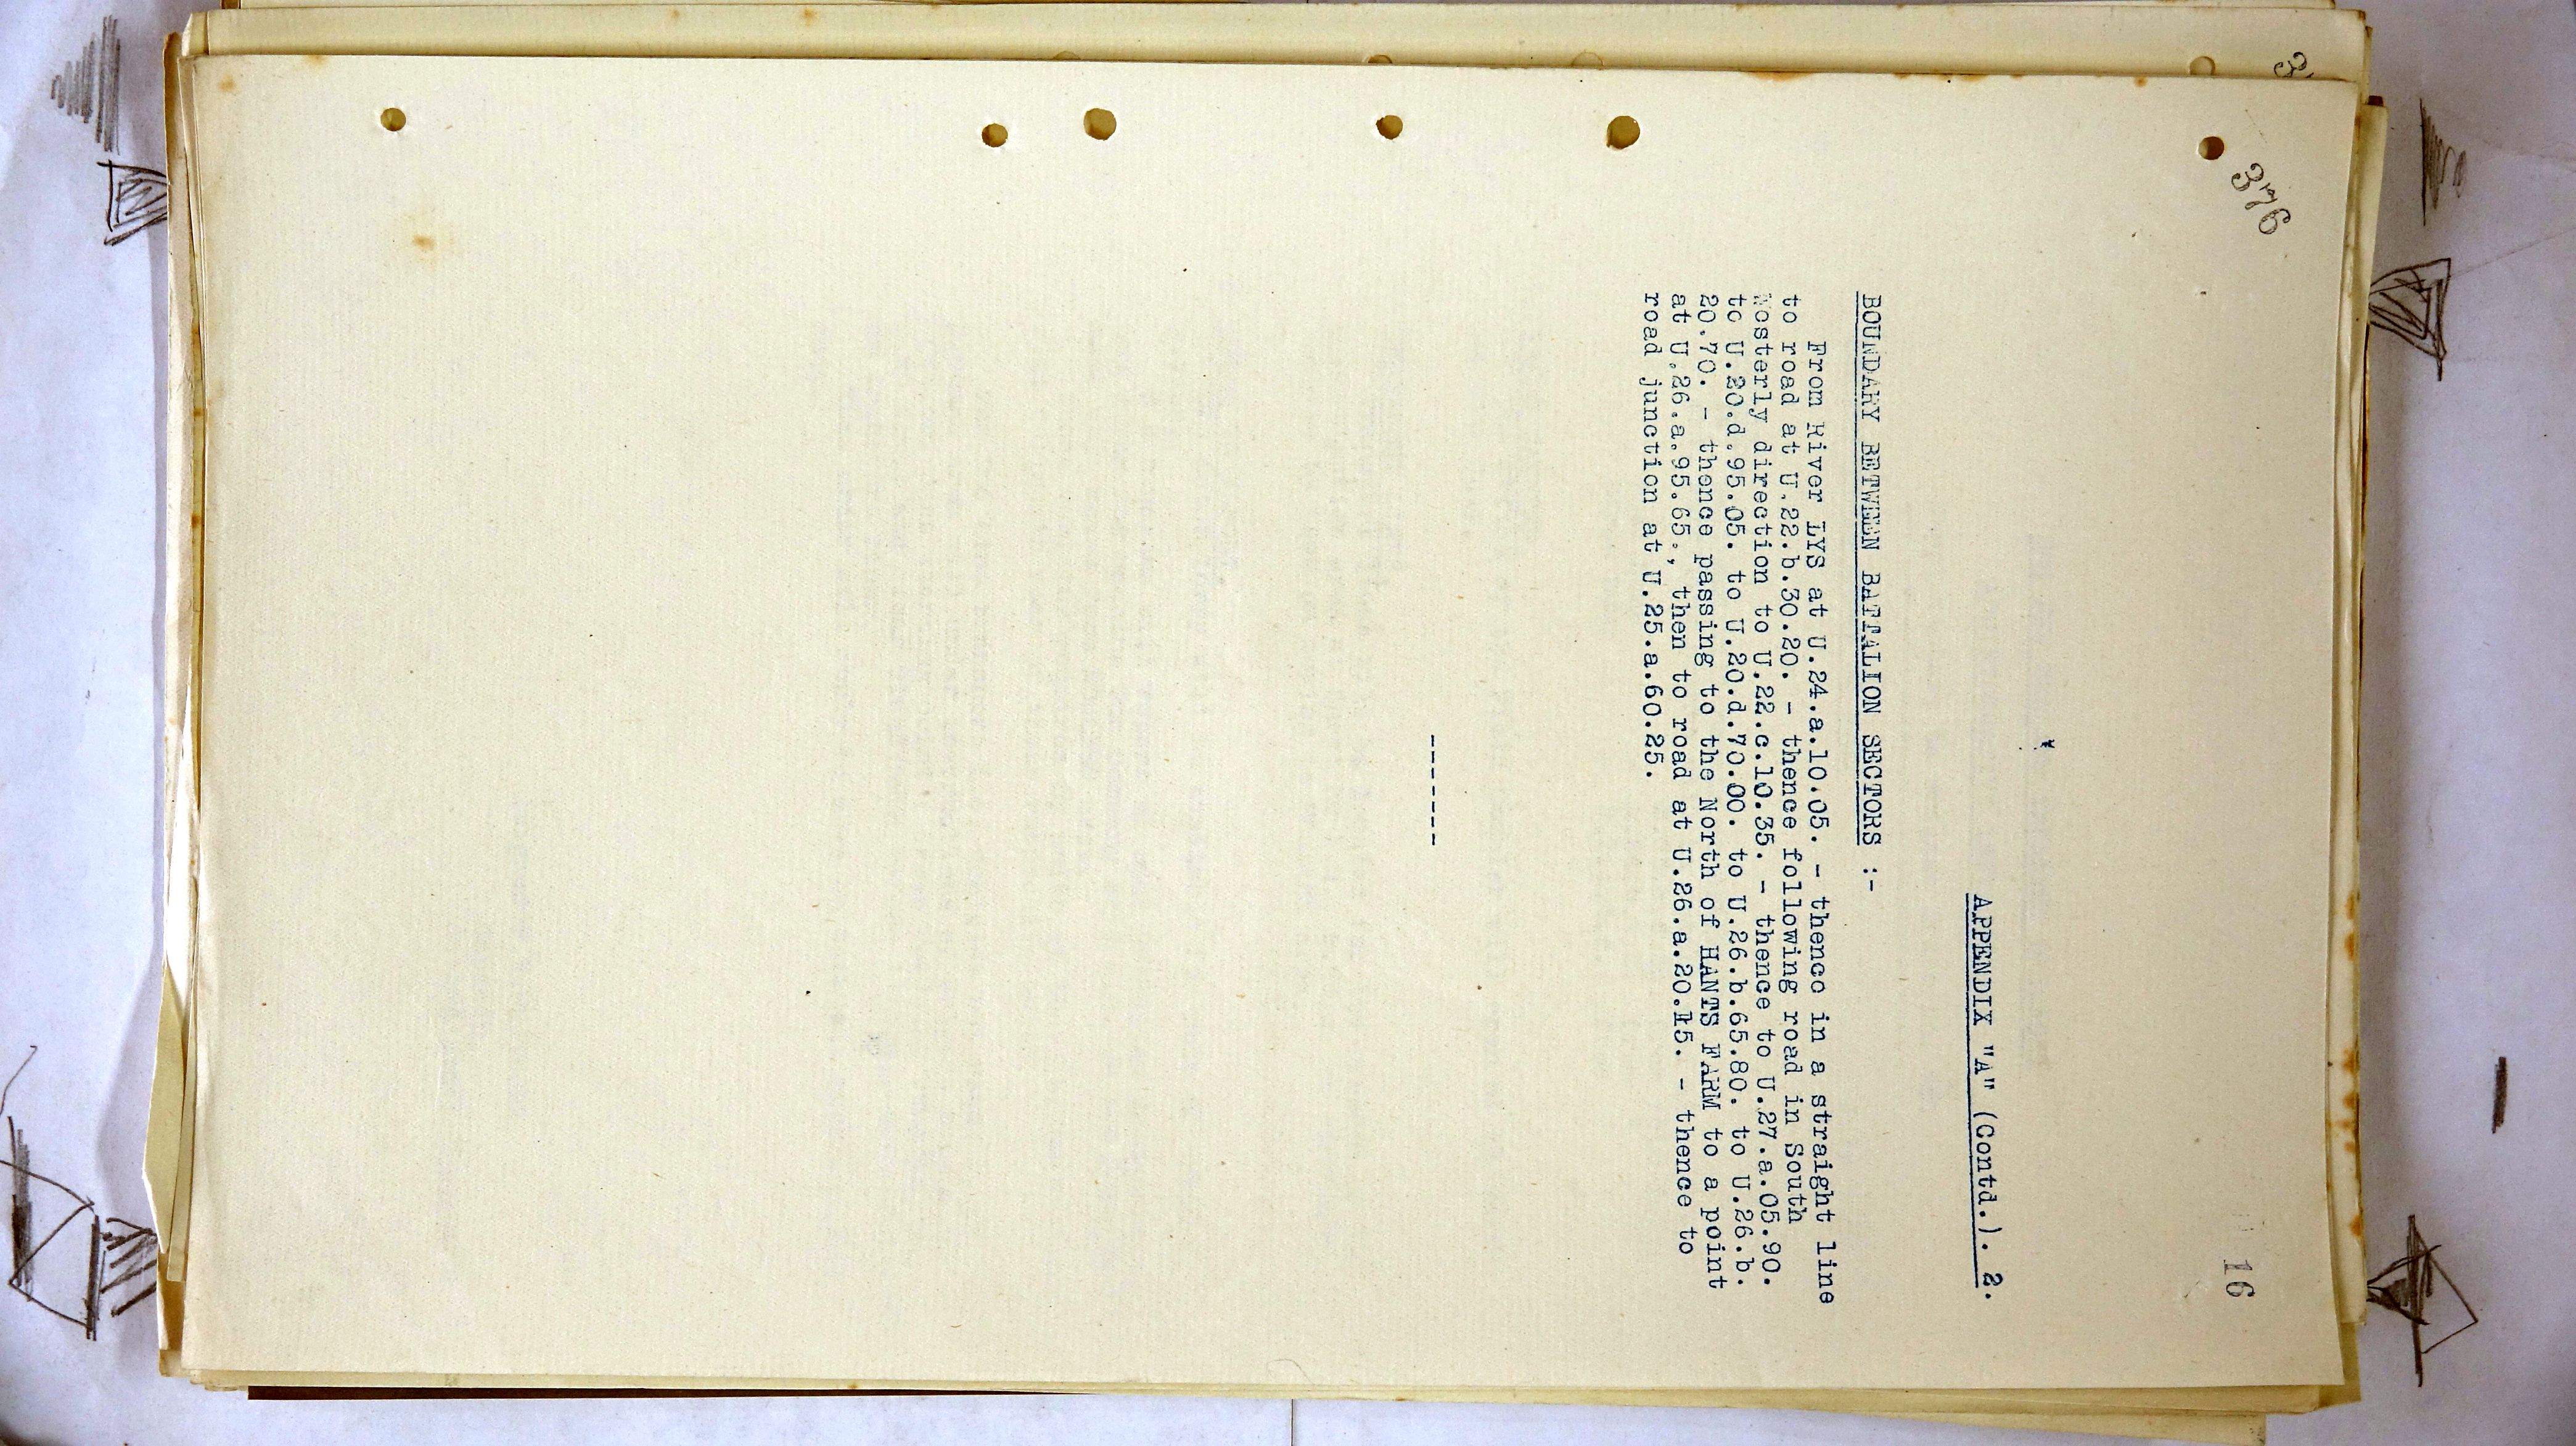 376
16
APPENDIX "A" (Contd.). 2.
BOUNDARY BETWEEN BATTALION SECTORS :-
From River LYS at U.24.a.10.05. - thence in a straight line
to road at U.22.b.30.20. - thence following road in South
Westerly direction to U.22.c.10.35. - thence to U.27.a.05.90.
to U.20.d.95.05. to U.20.d.70.00. to U.26.b.65.80. to U.26.b.
20.70. - thence passing to the North of HANTS FARM to a point
at U.26.a.95.65., then to road at U.26.a.20.15. - thence to
road junction at U.25.a.60.25.
-------